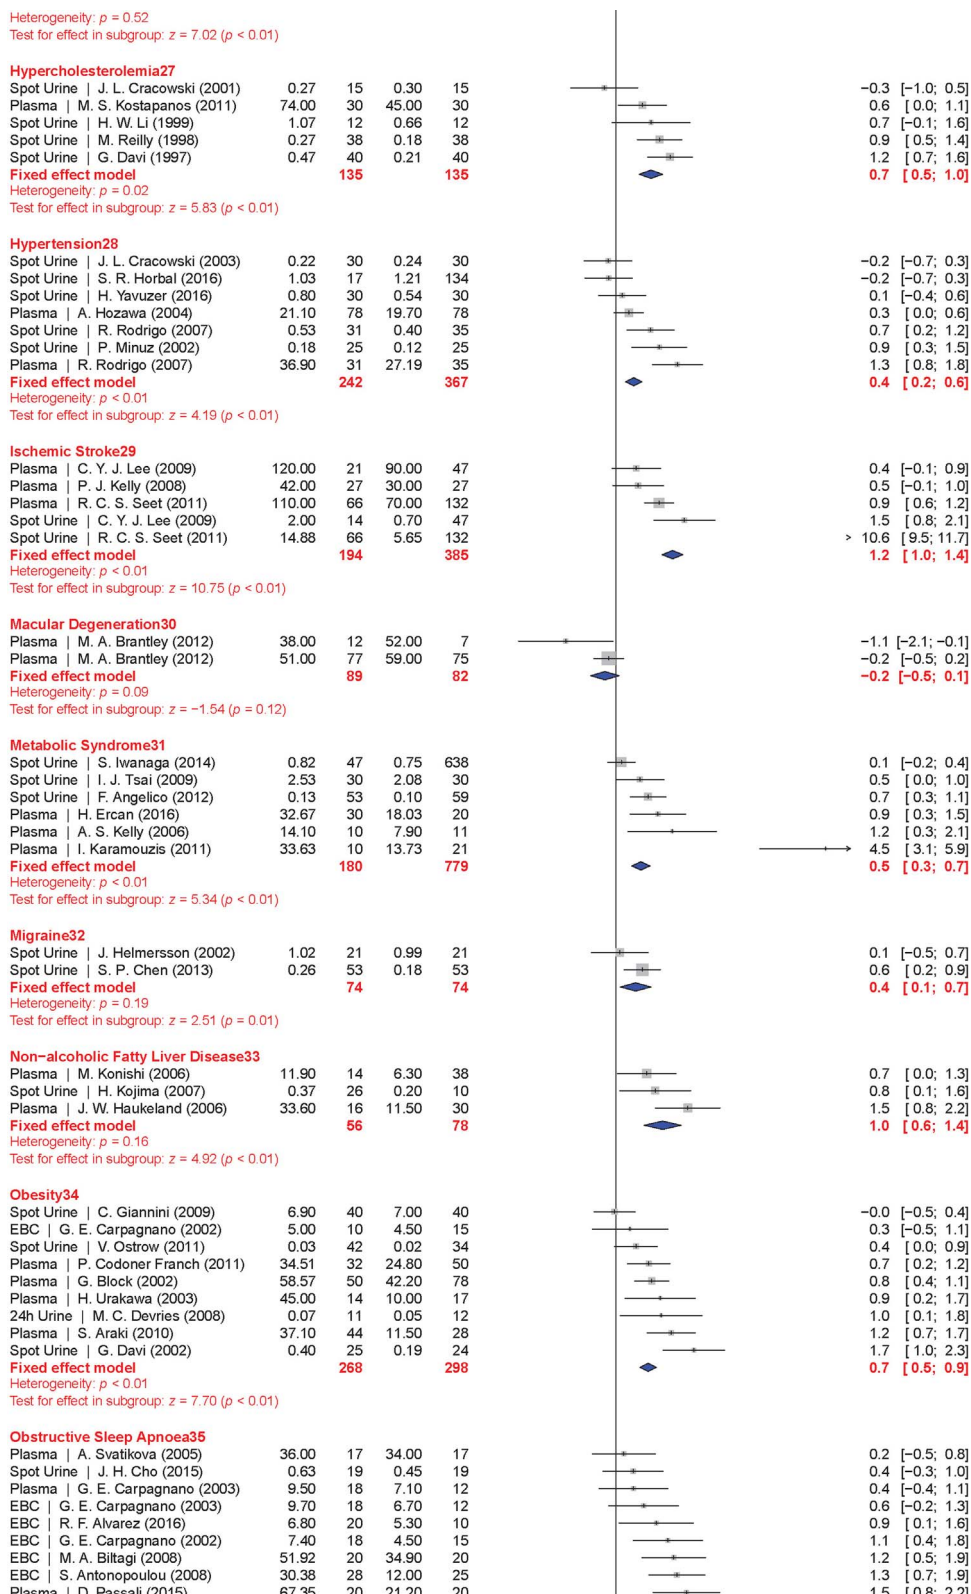 Heterogeneity: p = 0.52
Test for effect in subgroup: z = 7.02 (p < 0.01)
Hypercholesterolemia27
Spot Urine | J. L. Cracowski (2001) 0.27 15 0.30 15 −0.3 [−1.0; 0.5]
Plasma | M. S. Kostapanos (2011) 74.00 30 45.00 30 0.6 [ 0.0; 1.1]
Spot Urine | H. W. Li (1999) 1.07 12 0.66 12 0.7 [−0.1; 1.6]
Spot Urine | M. Reilly (1998) 0.27 38 0.18 38 0.9 [ 0.5; 1.4]
Spot Urine | G. Davi (1997) 0.47 40 0.21 40 1.2 [ 0.7; 1.6]
Fixed effect model 135 135 0.7 [ 0.5; 1.0]
Heterogeneity: p = 0.02
Test for effect in subgroup: z = 5.83 (p < 0.01)
Hypertension28
Spot Urine | J. L. Cracowski (2003) 0.22 30 0.24 30 −0.2 [−0.7; 0.3]
Spot Urine | S. R. Horbal (2016) 1.03 17 1.21 134 −0.2 [−0.7; 0.3]
Spot Urine | H. Yavuzer (2016) 0.80 30 0.54 30 0.1 [−0.4; 0.6]
Plasma | A. Hozawa (2004) 21.10 78 19.70 78 0.3 [ 0.0; 0.6]
Spot Urine | R. Rodrigo (2007) 0.53 31 0.40 35 0.7 [ 0.2; 1.2]
Spot Urine | P. Minuz (2002) 0.18 25 0.12 25 0.9 [ 0.3; 1.5]
Plasma | R. Rodrigo (2007) 36.90 31 27.19 35 1.3 [ 0.8; 1.8]
Fixed effect model 242 367 0.4 [ 0.2; 0.6]
Heterogeneity: p < 0.01
Test for effect in subgroup: z = 4.19 (p < 0.01)
Ischemic Stroke29
Plasma | C. Y. J. Lee (2009) 120.00 21 90.00 47 0.4 [−0.1; 0.9]
Plasma | P. J. Kelly (2008) 42.00 27 30.00 27 0.5 [−0.1; 1.0]
Plasma | R. C. S. Seet (2011) 110.00 66 70.00 132 0.9 [ 0.6; 1.2]
Spot Urine | C. Y. J. Lee (2009) 2.00 14 0.70 47 1.5 [ 0.8; 2.1]
Spot Urine | R. C. S. Seet (2011) 14.88 66 5.65 132 10.6 [ 9.5; 11.7]
Fixed effect model 194 385 1.2 [ 1.0; 1.4]
Heterogeneity: p < 0.01
Test for effect in subgroup: z = 10.75 (p < 0.01)
Macular Degeneration30
Plasma | M. A. Brantley (2012) 38.00 12 52.00 7 −1.1 [−2.1; −0.1]
Plasma | M. A. Brantley (2012) 51.00 77 59.00 75 −0.2 [−0.5; 0.2]
Fixed effect model 89 82 −0.2 [−0.5; 0.1]
Heterogeneity: p = 0.09
Test for effect in subgroup: z = −1.54 (p = 0.12)
Metabolic Syndrome31
Spot Urine | S. Iwanaga (2014) 0.82 47 0.75 638 0.1 [−0.2; 0.4]
Spot Urine | I. J. Tsai (2009) 2.53 30 2.08 30 0.5 [ 0.0; 1.0]
Spot Urine | F. Angelico (2012) 0.13 53 0.10 59 0.7 [ 0.3; 1.1]
Plasma | H. Ercan (2016) 32.67 30 18.03 20 0.9 [ 0.3; 1.5]
Plasma | A. S. Kelly (2006) 14.10 10 7.90 11 1.2 [ 0.3; 2.1]
Plasma | I. Karamouzis (2011) 33.63 10 13.73 21 4.5 [ 3.1; 5.9]
Fixed effect model 180 779 0.5 [ 0.3; 0.7]
Heterogeneity: p < 0.01
Test for effect in subgroup: z = 5.34 (p < 0.01)
Migraine32
Spot Urine | J. Helmersson (2002) 1.02 21 0.99 21 0.1 [−0.5; 0.7]
Spot Urine | S. P. Chen (2013) 0.26 53 0.18 53 0.6 [ 0.2; 0.9]
Fixed effect model 74 74 0.4 [ 0.1; 0.7]
Heterogeneity: p = 0.19
Test for effect in subgroup: z = 2.51 (p = 0.01)
Non−alcoholic Fatty Liver Disease33
Plasma | M. Konishi (2006) 11.90 14 6.30 38 0.7 [ 0.0; 1.3]
Spot Urine | H. Kojima (2007) 0.37 26 0.20 10 0.8 [ 0.1; 1.6]
Plasma | J. W. Haukeland (2006) 33.60 16 11.50 30 1.5 [ 0.8; 2.2]
Fixed effect model 56 78 1.0 [ 0.6; 1.4]
Heterogeneity: p = 0.16
Test for effect in subgroup: z = 4.92 (p < 0.01)
Obesity34
Spot Urine | C. Giannini (2009) 6.90 40 7.00 40 −0.0 [−0.5; 0.4]
EBC | G. E. Carpagnano (2002) 5.00 10 4.50 15 0.3 [−0.5; 1.1]
Spot Urine | V. Ostrow (2011) 0.03 42 0.02 34 0.4 [ 0.0; 0.9]
Plasma | P. Codoner Franch (2011) 34.51 32 24.80 50 0.7 [ 0.2; 1.2]
Plasma | G. Block (2002) 58.57 50 42.20 78 0.8 [ 0.4; 1.1]
Plasma | H. Urakawa (2003) 45.00 14 10.00 17 0.9 [ 0.2; 1.7]
24h Urine | M. C. Devries (2008) 0.07 11 0.05 12 1.0 [ 0.1; 1.8]
Plasma | S. Araki (2010) 37.10 44 11.50 28 1.2 [ 0.7; 1.7]
Spot Urine | G. Davi (2002) 0.40 25 0.19 24 1.7 [ 1.0; 2.3]
Fixed effect model 268 298 0.7 [ 0.5; 0.9]
Heterogeneity: p < 0.01
Test for effect in subgroup: z = 7.70 (p < 0.01)
Obstructive Sleep Apnoea35
Plasma | A. Svatikova (2005) 36.00 17 34.00 17 0.2 [−0.5; 0.8]
Spot Urine | J. H. Cho (2015) 0.63 19 0.45 19 0.4 [−0.3; 1.0]
Plasma | G. E. Carpagnano (2003) 9.50 18 7.10 12 0.4 [−0.4; 1.1]
EBC | G. E. Carpagnano (2003) 9.70 18 6.70 12 0.6 [−0.2; 1.3]
EBC | R. F. Alvarez (2016) 6.80 20 5.30 10 0.9 [ 0.1; 1.6]
EBC | G. E. Carpagnano (2002) 7.40 18 4.50 15 1.1 [ 0.4; 1.8]
EBC | M. A. Biltagi (2008) 51.92 20 34.90 20 1.2 [ 0.5; 1.9]
EBC | S. Antonopoulou (2008) 30.38 28 12.00 25 1.3 [ 0.7; 1.9]
Plasma | D. Passali (2015) 67.35 20 21.20 20 1.5 [ 0.8; 2.2]